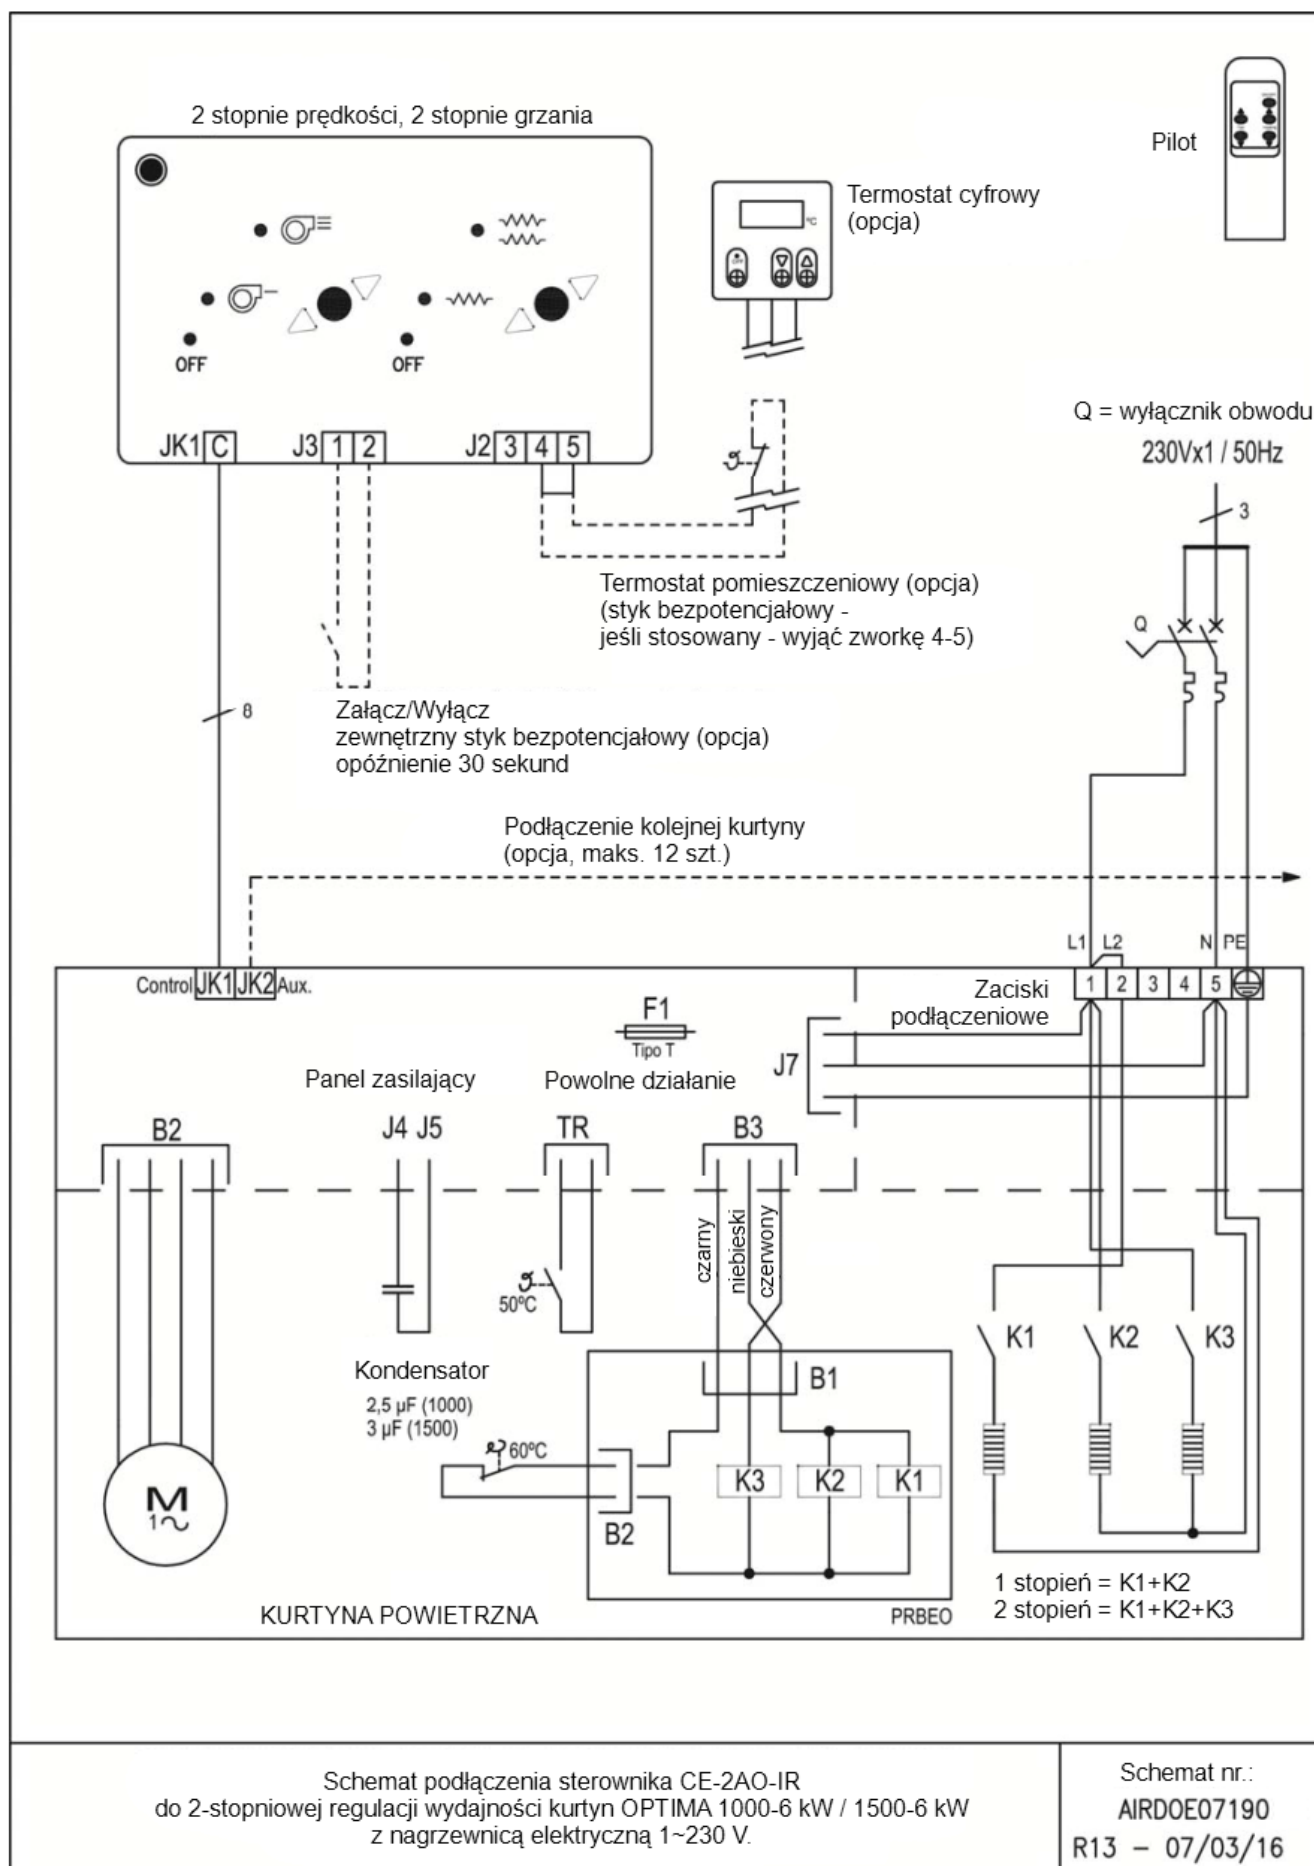 2 stopnie prędkości, 2 stopnie grzania
Pilot
Termostat cyfrowy
(opcja)
°C
OFF
OFF
OFF
JK1 C
J3 1 2
J2 3 4 5
Q = wyłącznik obwodu
230Vx1 / 50Hz
3
Q
Termostat pomieszczeniowy (opcja)
(styk bezpotencjałowy -
jeśli stosowany - wyjąć zworkę 4-5)
8
Załącz/Wyłącz
zewnętrzny styk bezpotencjałowy (opcja)
opóźnienie 30 sekund
Podłączenie kolejnej kurtyny
(opcja, maks. 12 szt.)
L1 L2 N PE
Control JK1 JK2 Aux.
Zaciski
podłączeniowe
1 2 3 4 5
F1
Tipo T
J7
Panel zasilający
Powolne działanie
B2
J4 J5
TR
B3
czarny
niebieski
czerwony
50ºC
K1
K2
K3
Kondensator
2,5 µF (1000)
3 µF (1500)
B1
60ºC
K3
K2
K1
B2
M
1
1 stopień = K1+K2
2 stopień = K1+K2+K3
KURTYNA POWIETRZNA
PRBEO
Schemat podłączenia sterownika CE-2AO-IR
do 2-stopniowej regulacji wydajności kurtyn OPTIMA 1000-6 kW / 1500-6 kW
z nagrzewnicą elektryczną 1~230 V.
Schemat nr.:
AIRDOE07190
R13 – 07/03/16